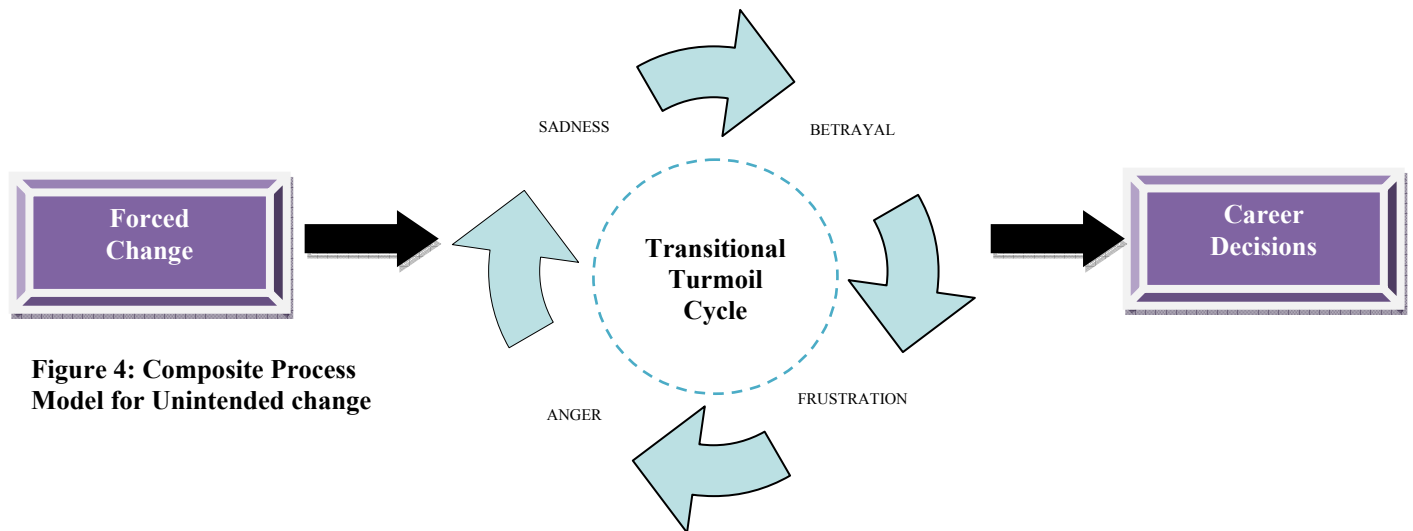 SADNESS
BETRAYAL
Forced
Change
Transitional
Turmoil
Cycle
Career
Decisions
Figure 4: Composite Process
Model for Unintended change
ANGER
FRUSTRATION